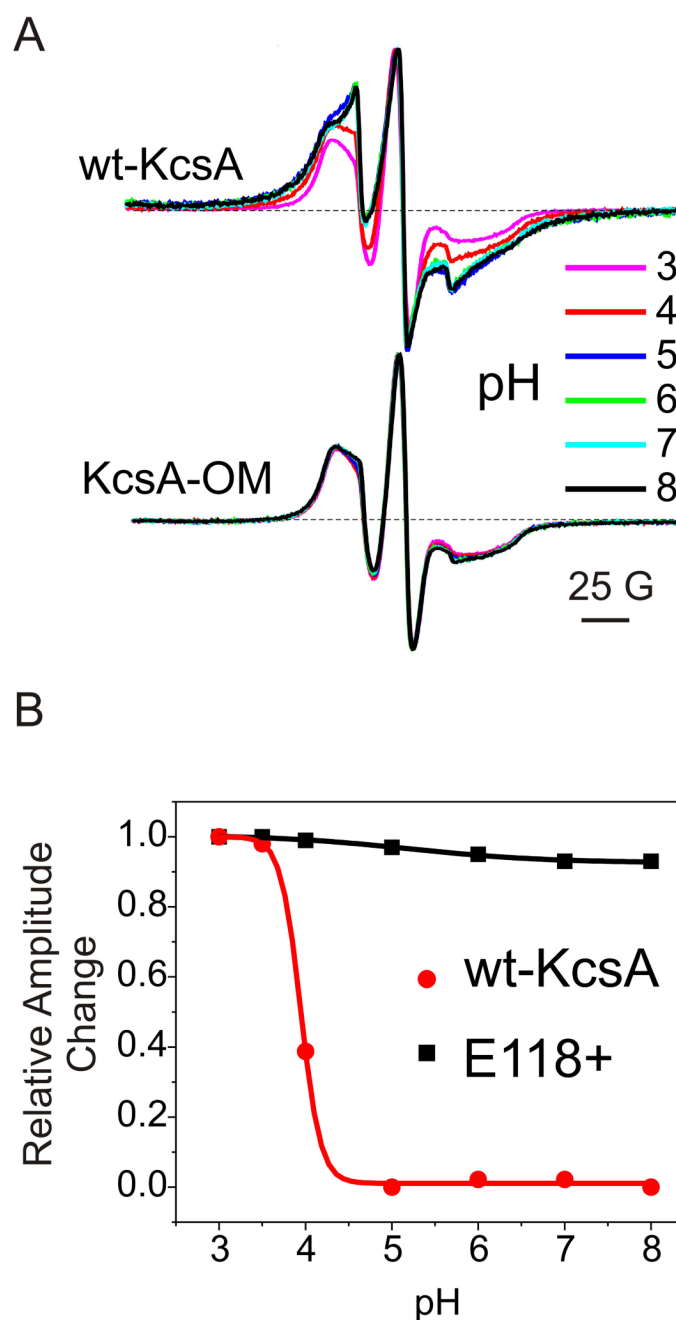 A
wt-KcsA
3
4
5
pH
6
7
KcsA-OM
8
25 G
B
1.0
0.8
0.6
0.4
0.2
0.0
Relative Amplitude
Change
wt-KcsA
E118+
3 4 5 6 7 8
pH